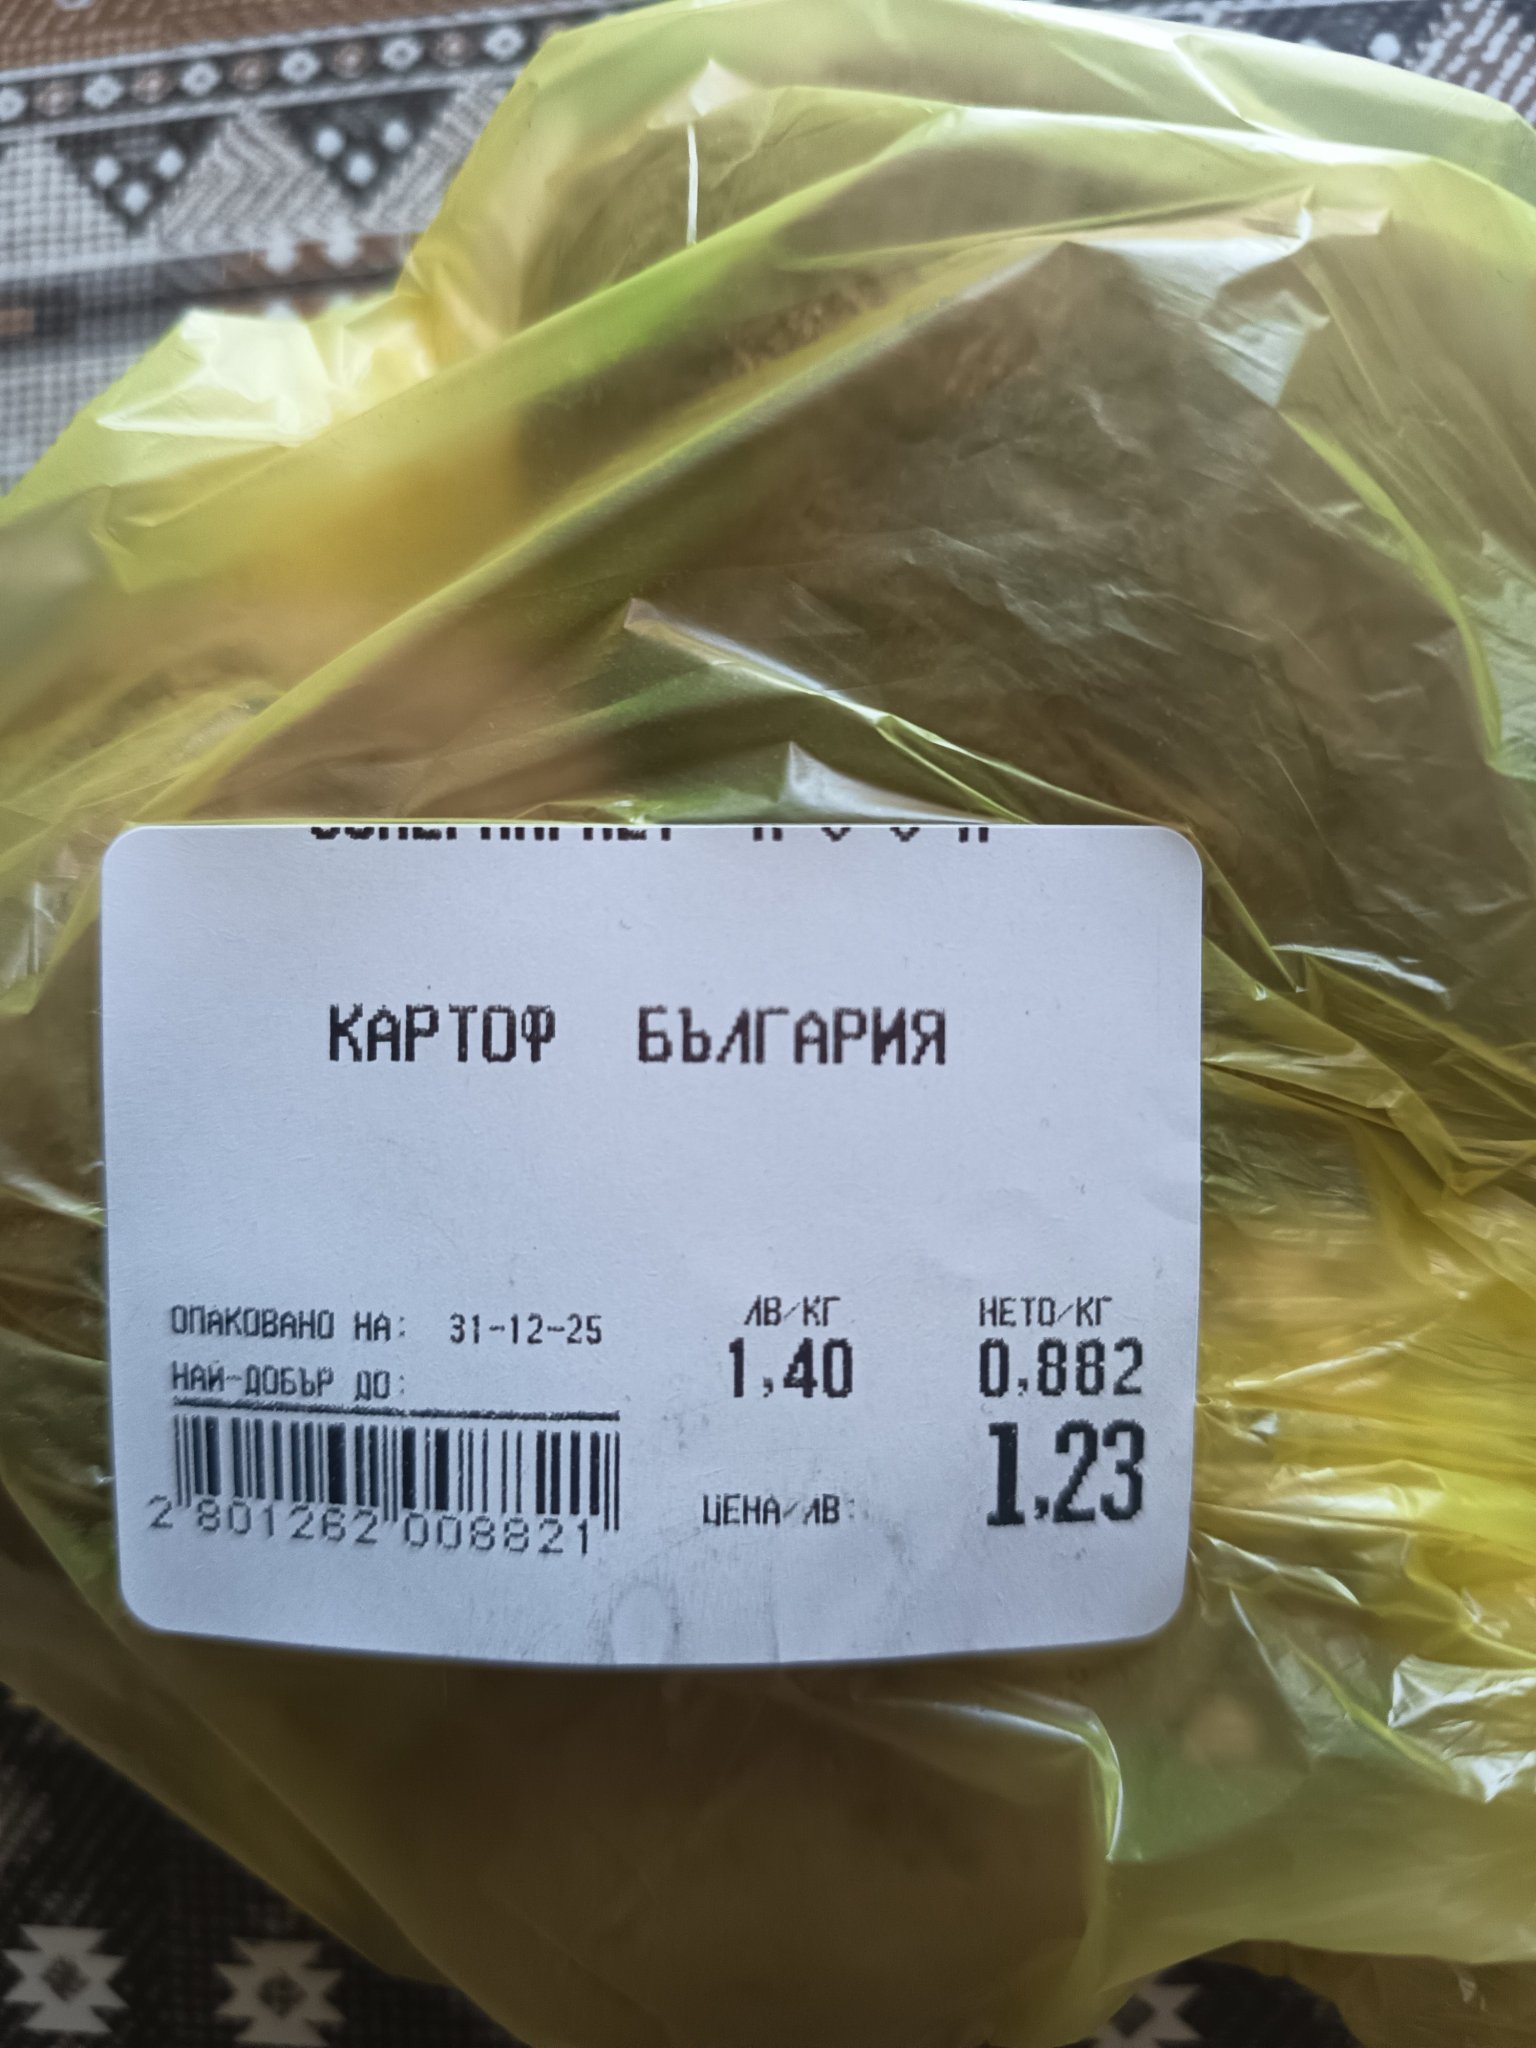 КАРТОФ БЪЛГАРИЯ
ОПАКОВАНО НА: 31-12-25
НАЙ-ДОБЪР ДО:
ЛВ/КГ
1,40
НЕТО/КГ
0,882
ЦЕНА/ЛВ:
1,23
2 801262 008821